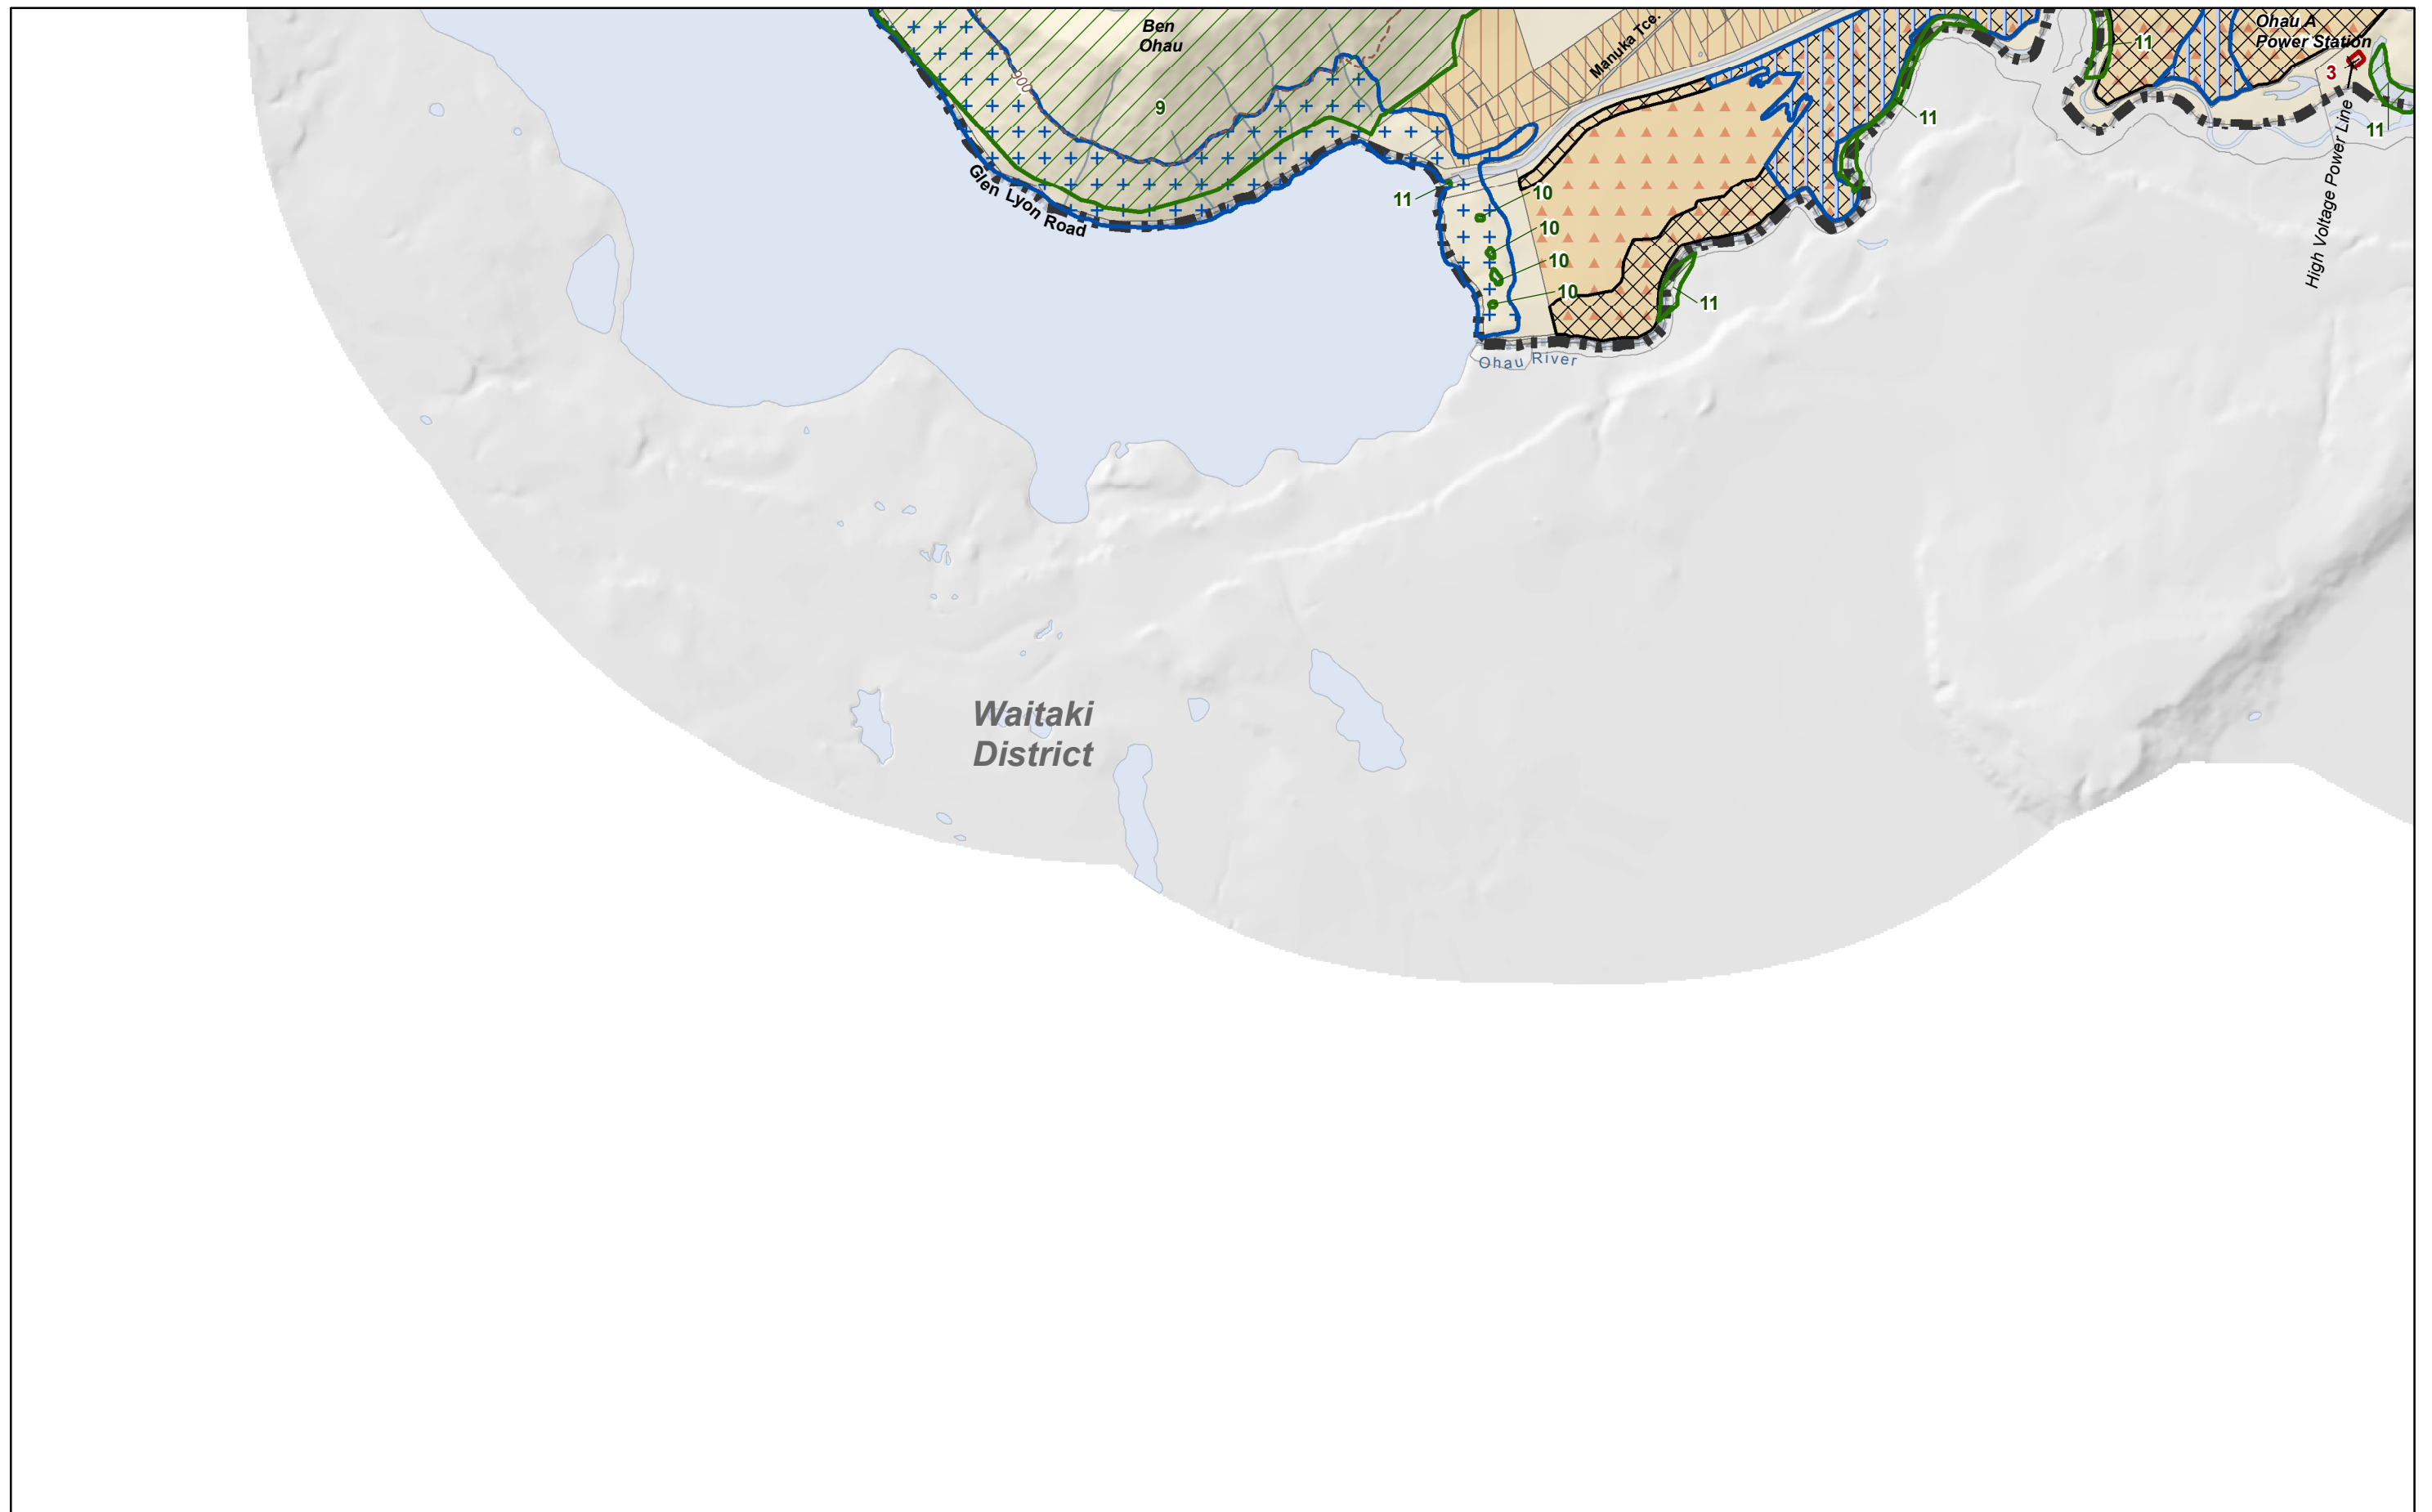 Ben
Ohau
Manuka Tce.
Ohau A
Power Station
11
3
900
9
11
11
High Voltage Power Line
Glen Lyon Road
11
10
10
10
10
11
Ohau River
Waitaki
District